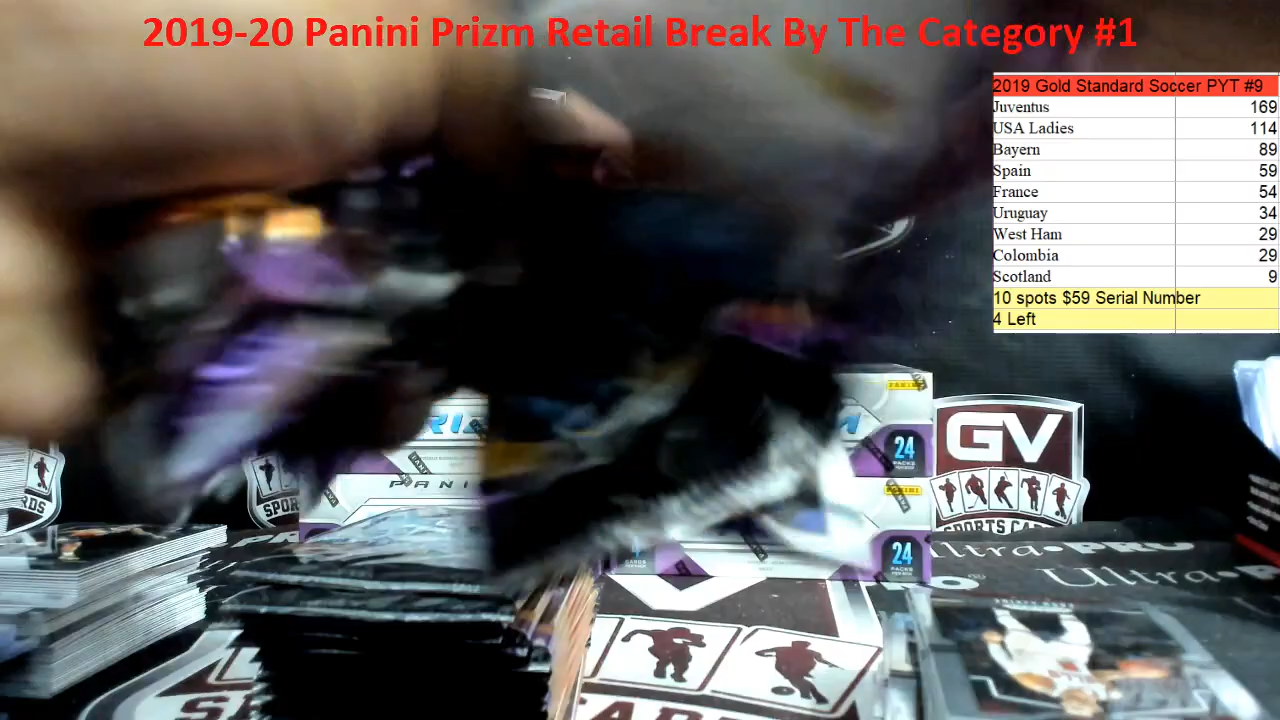 2019-20 Panini Prizm Retail Break By The Category #1
2019 Gold Standard Soccer PYT #9
Juventus 169
USA Ladies 114
Bayern 89
Spain 59
France 54
Uruguay 34
West Ham 29
Colombia 29
Scotland 9
10 spots $59 Serial Number
4 Left
PANINI
24
PACKS
GV
SPORTS CARDS
PANINI
24
PACKS
Ultra•PRO
Ultra•